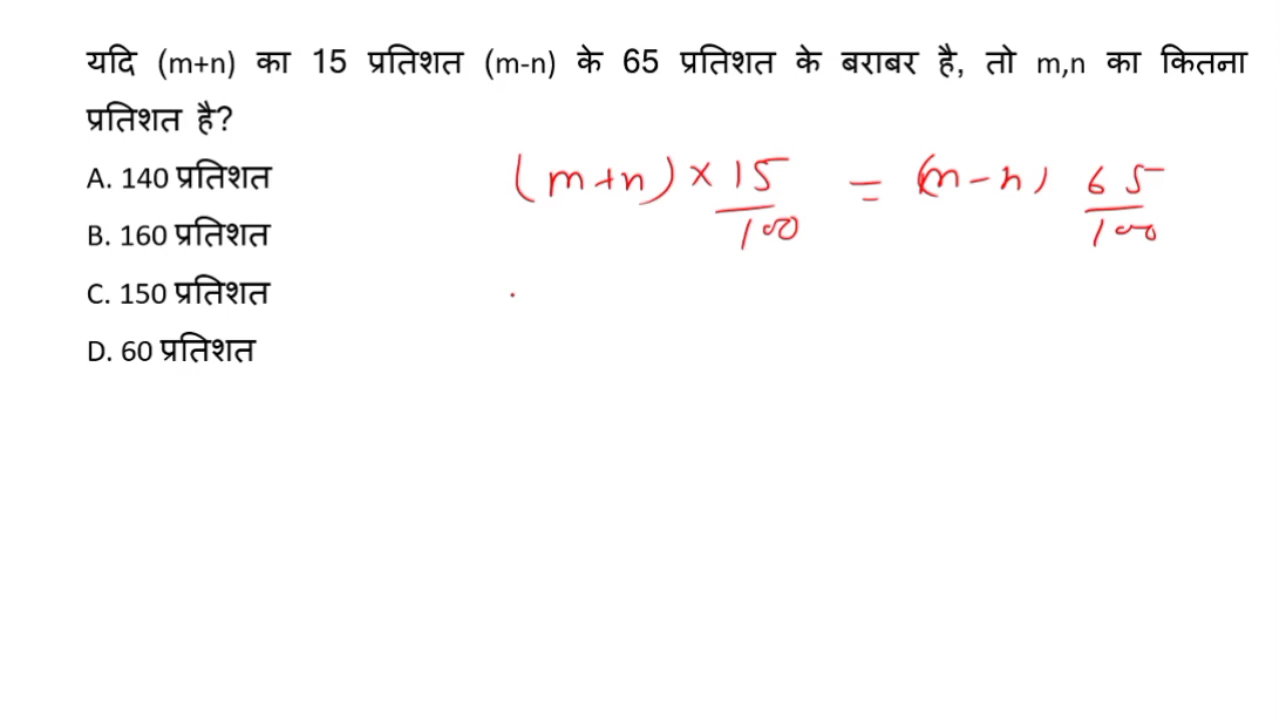 यदि (m+n) का 15 प्रतिशत (m-n) के 65 प्रतिशत के बराबर है, तो m,n का कितना
प्रतिशत है?
A. 140 प्रतिशत
B. 160 प्रतिशत
C. 150 प्रतिशत
D. 60 प्रतिशत
(m+n) × 15/100 = (m-n) 65/100